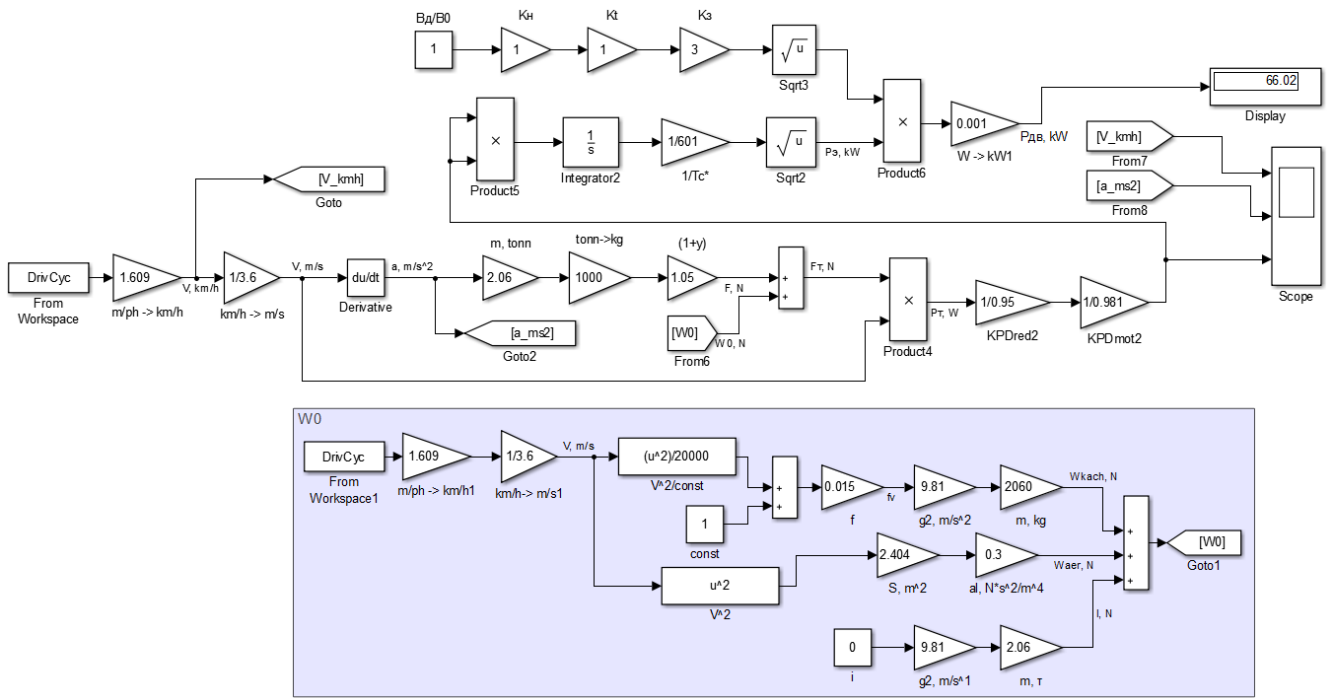 Вд/В0
Кн
Kt
Kз
1
1
1
3
√u
Sqrt3
×
Product5
1
s
Integrator2
1/601
1/Tc*
√u
Sqrt2
Pэ, kW
×
Product6
0.001
W -> kW1
Pдв, kW
66.02
Display
[V_kmh]
From7
[a_ms2]
From8
Scope
[V_kmh]
Goto
DrivCyc
From
Workspace
1.609
m/ph -> km/h
V, km/h
1/3.6
km/h -> m/s
V, m/s
du/dt
Derivative
a, m/s^2
[a_ms2]
Goto2
m, tonn
2.06
tonn->kg
1000
(1+y)
1.05
F, N
[W0]
W0, N
From6
+
+
Fт, N
×
Product4
Pт, W
1/0.95
KPDred2
1/0.981
KPDmot2
W0
DrivCyc
From
Workspace1
1.609
m/ph -> km/h1
1/3.6
km/h-> m/s1
V, m/s
(u^2)/20000
V^2/const
1
const
+
+
0.015
f
fv
9.81
g2, m/s^2
2060
m, kg
Wkach, N
u^2
V^2
2.404
S, m^2
0.3
al, N*s^2/m^4
Waer, N
0
i
9.81
g2, m/s^1
2.06
m, т
I, N
+
+
+
[W0]
Goto1